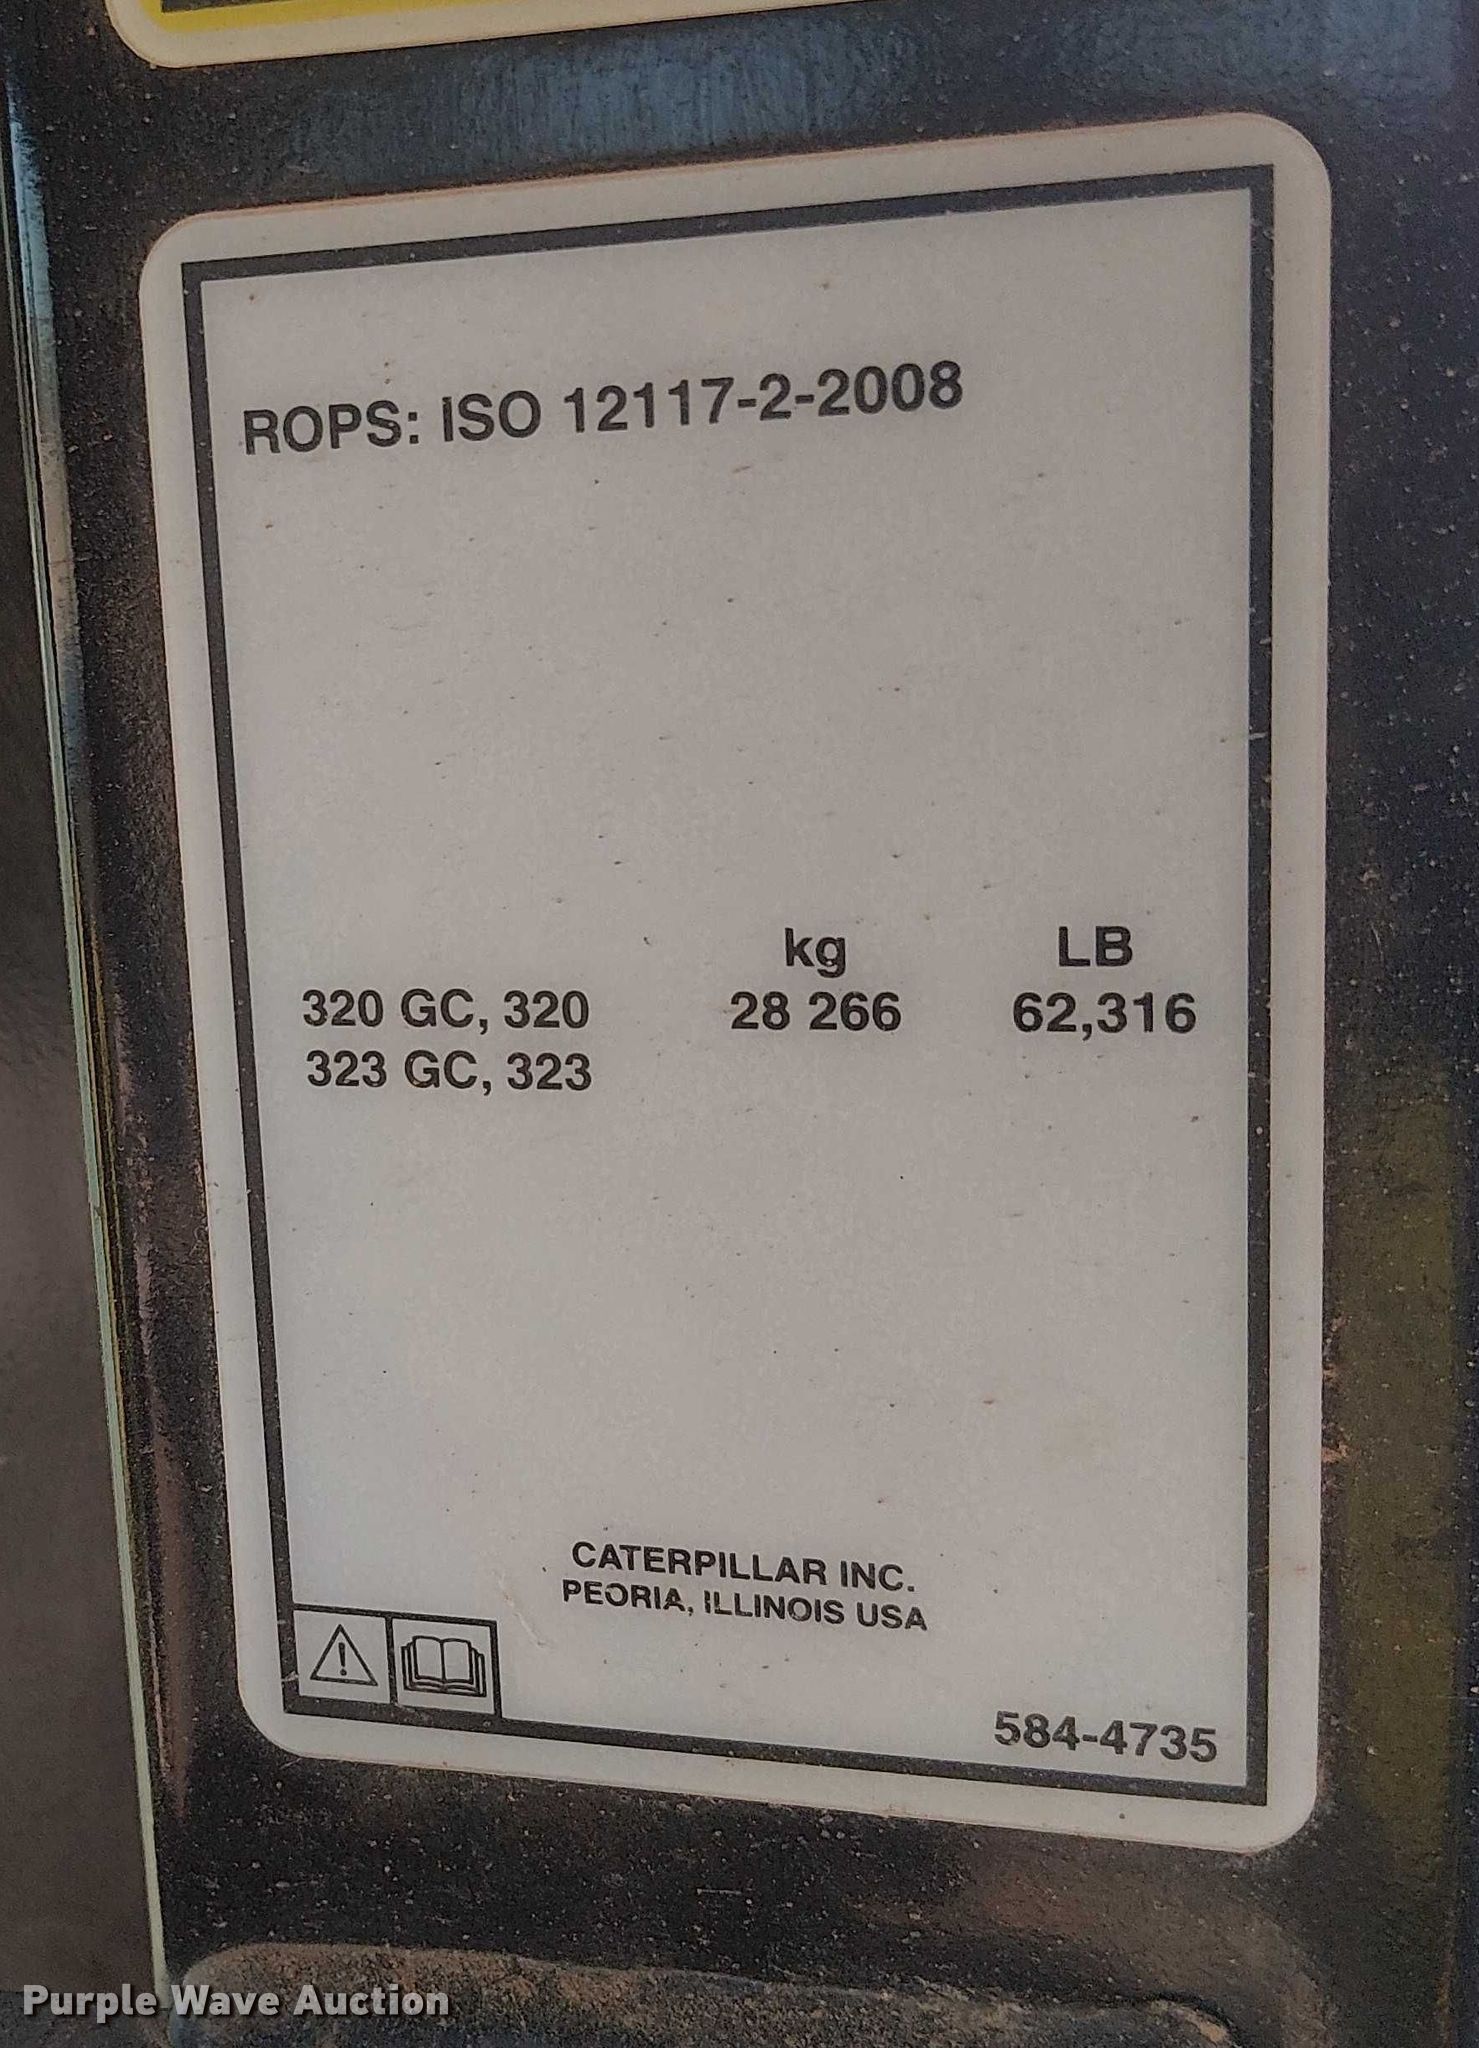 ROPS: ISO 12117-2-2008
kg LB
320 GC, 320 28 266 62,316
323 GC, 323
CATERPILLAR INC.
PEORIA, ILLINOIS USA
584-4735
Purple Wave Auction